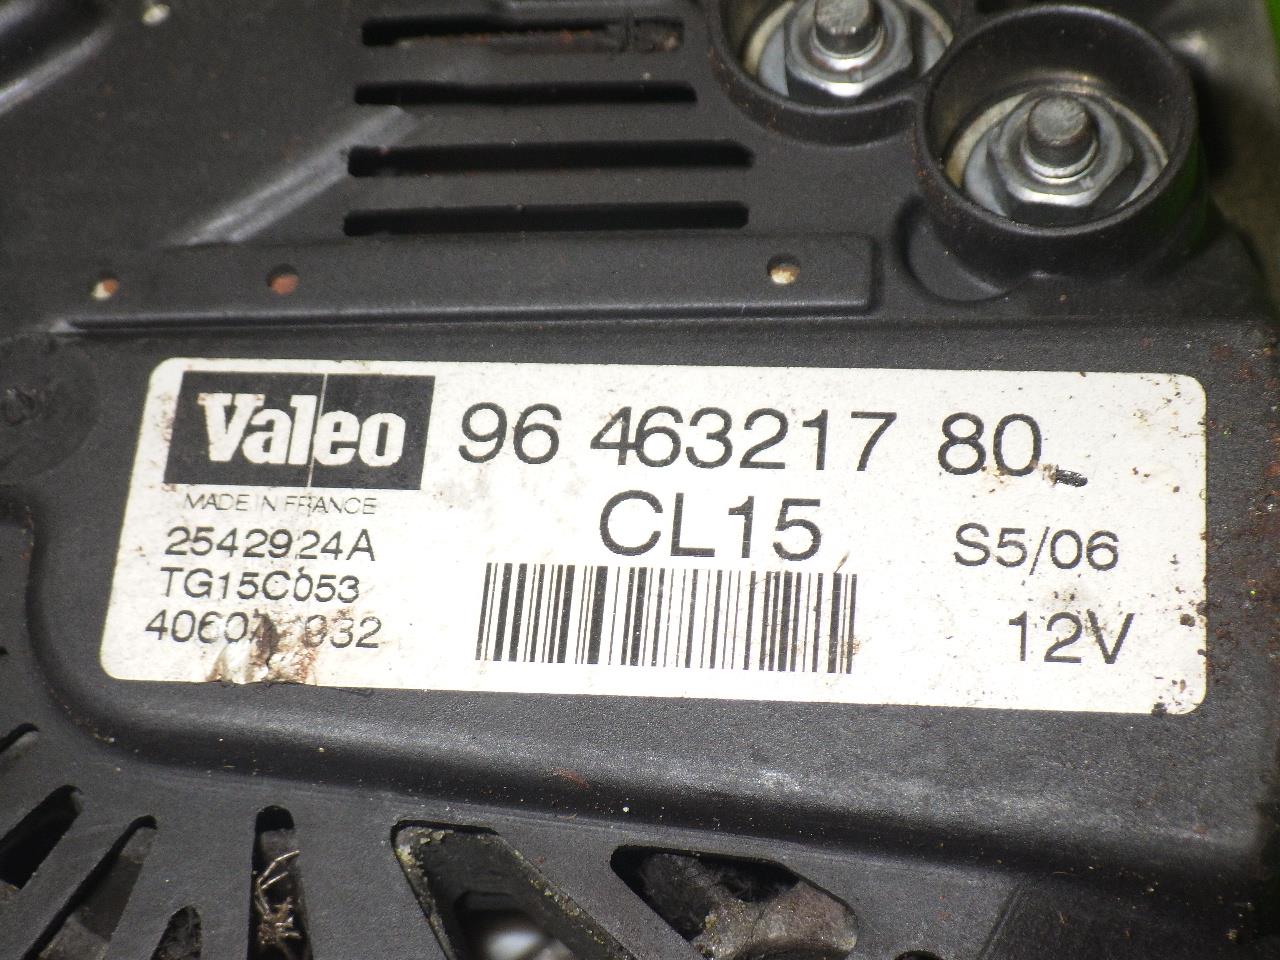 Valeo
96 463217 80
MADE IN FRANCE
CL15
2542924A
S5/06
TG15C053
12V